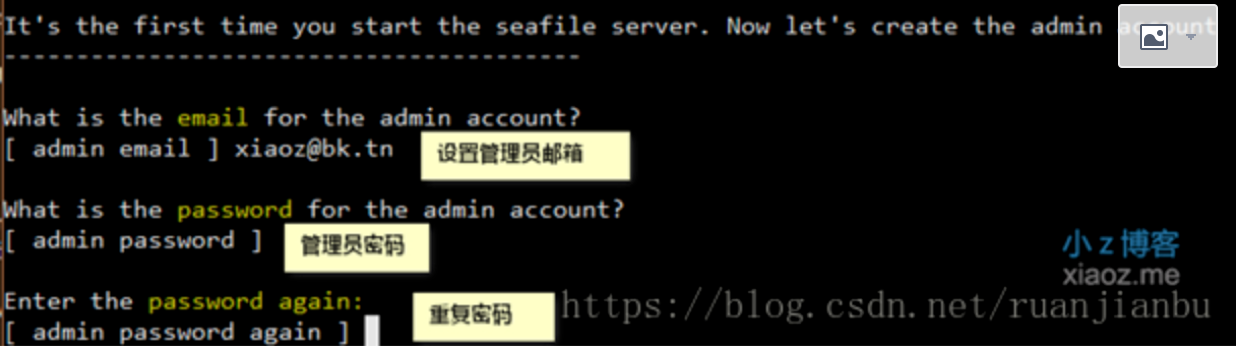 It's the first time you start the seafile server. Now let's create the admin account
----------------------------------------
What is the email for the admin account?
[ admin email ] xiaoz@bk.tn
设置管理员邮箱
What is the password for the admin account?
[ admin password ]
管理员密码
小z博客
xiaoz.me
Enter the password again:
重复密码
https://blog.csdn.net/ruanjianbu
[ admin password again ]